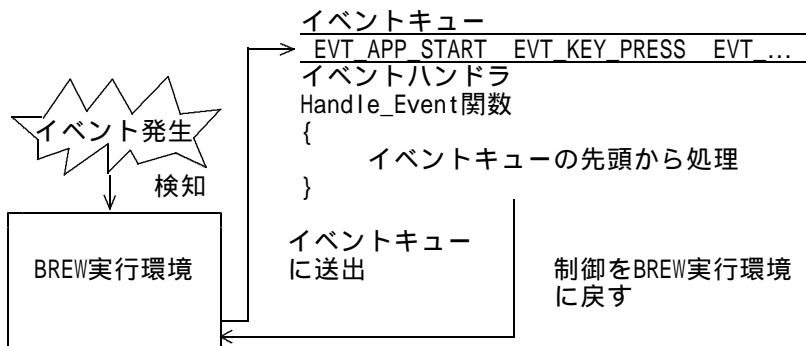 イベントキュー
EVT_APP_START EVT_KEY_PRESS EVT_...
イベントハンドラ
Handle_Event関数
{
イベントキューの先頭から処理
}
イベント発生
検知
BREW実行環境
イベントキュー
に送出
制御をBREW実行環境
に戻す